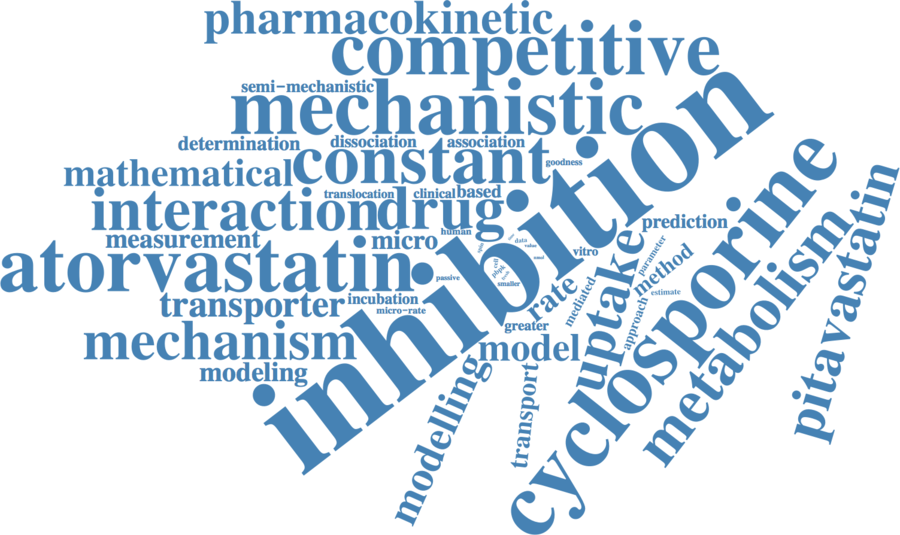 pharmacokinetic
competitive
semi-mechanistic
mechanistic
determination
dissociation
association
constant
goodness
mathematical
translocation
clinical
based
interaction
drug
human
measurement
micro
inhibition
atorvastatin
passive
data
value
smaller
vitro
prediction
cyclosporine
uptake
parameter
method
estimate
metabolism
pitavastatin
transporter
incubation
micro-rate
rate
mediated
approach
greater
mechanism
model
modeling
modelling
transport